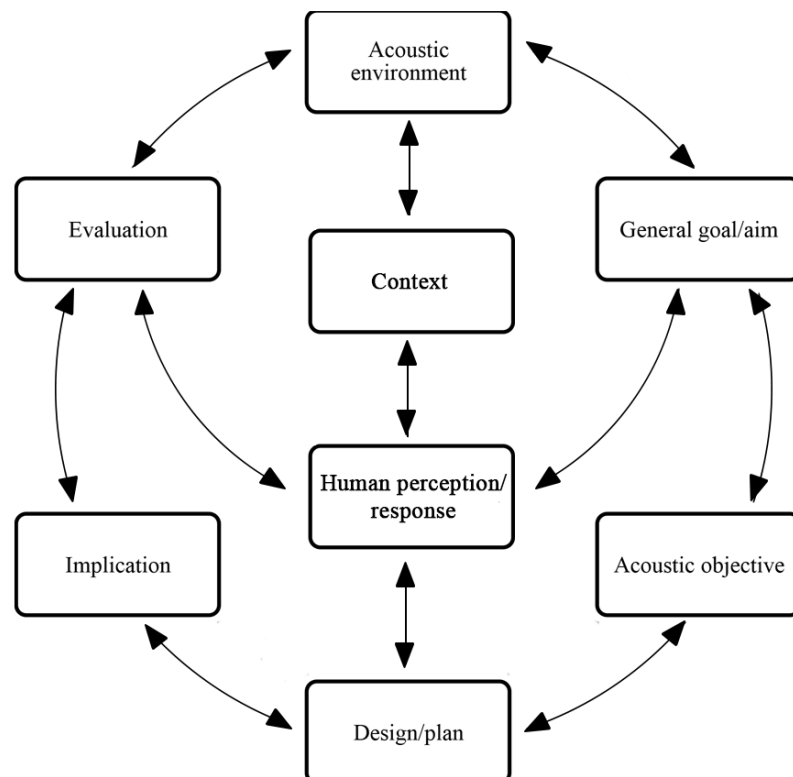 Acoustic
environment
Evaluation
General goal/aim
Context
Human perception/
response
Implication
Acoustic objective
Design/plan